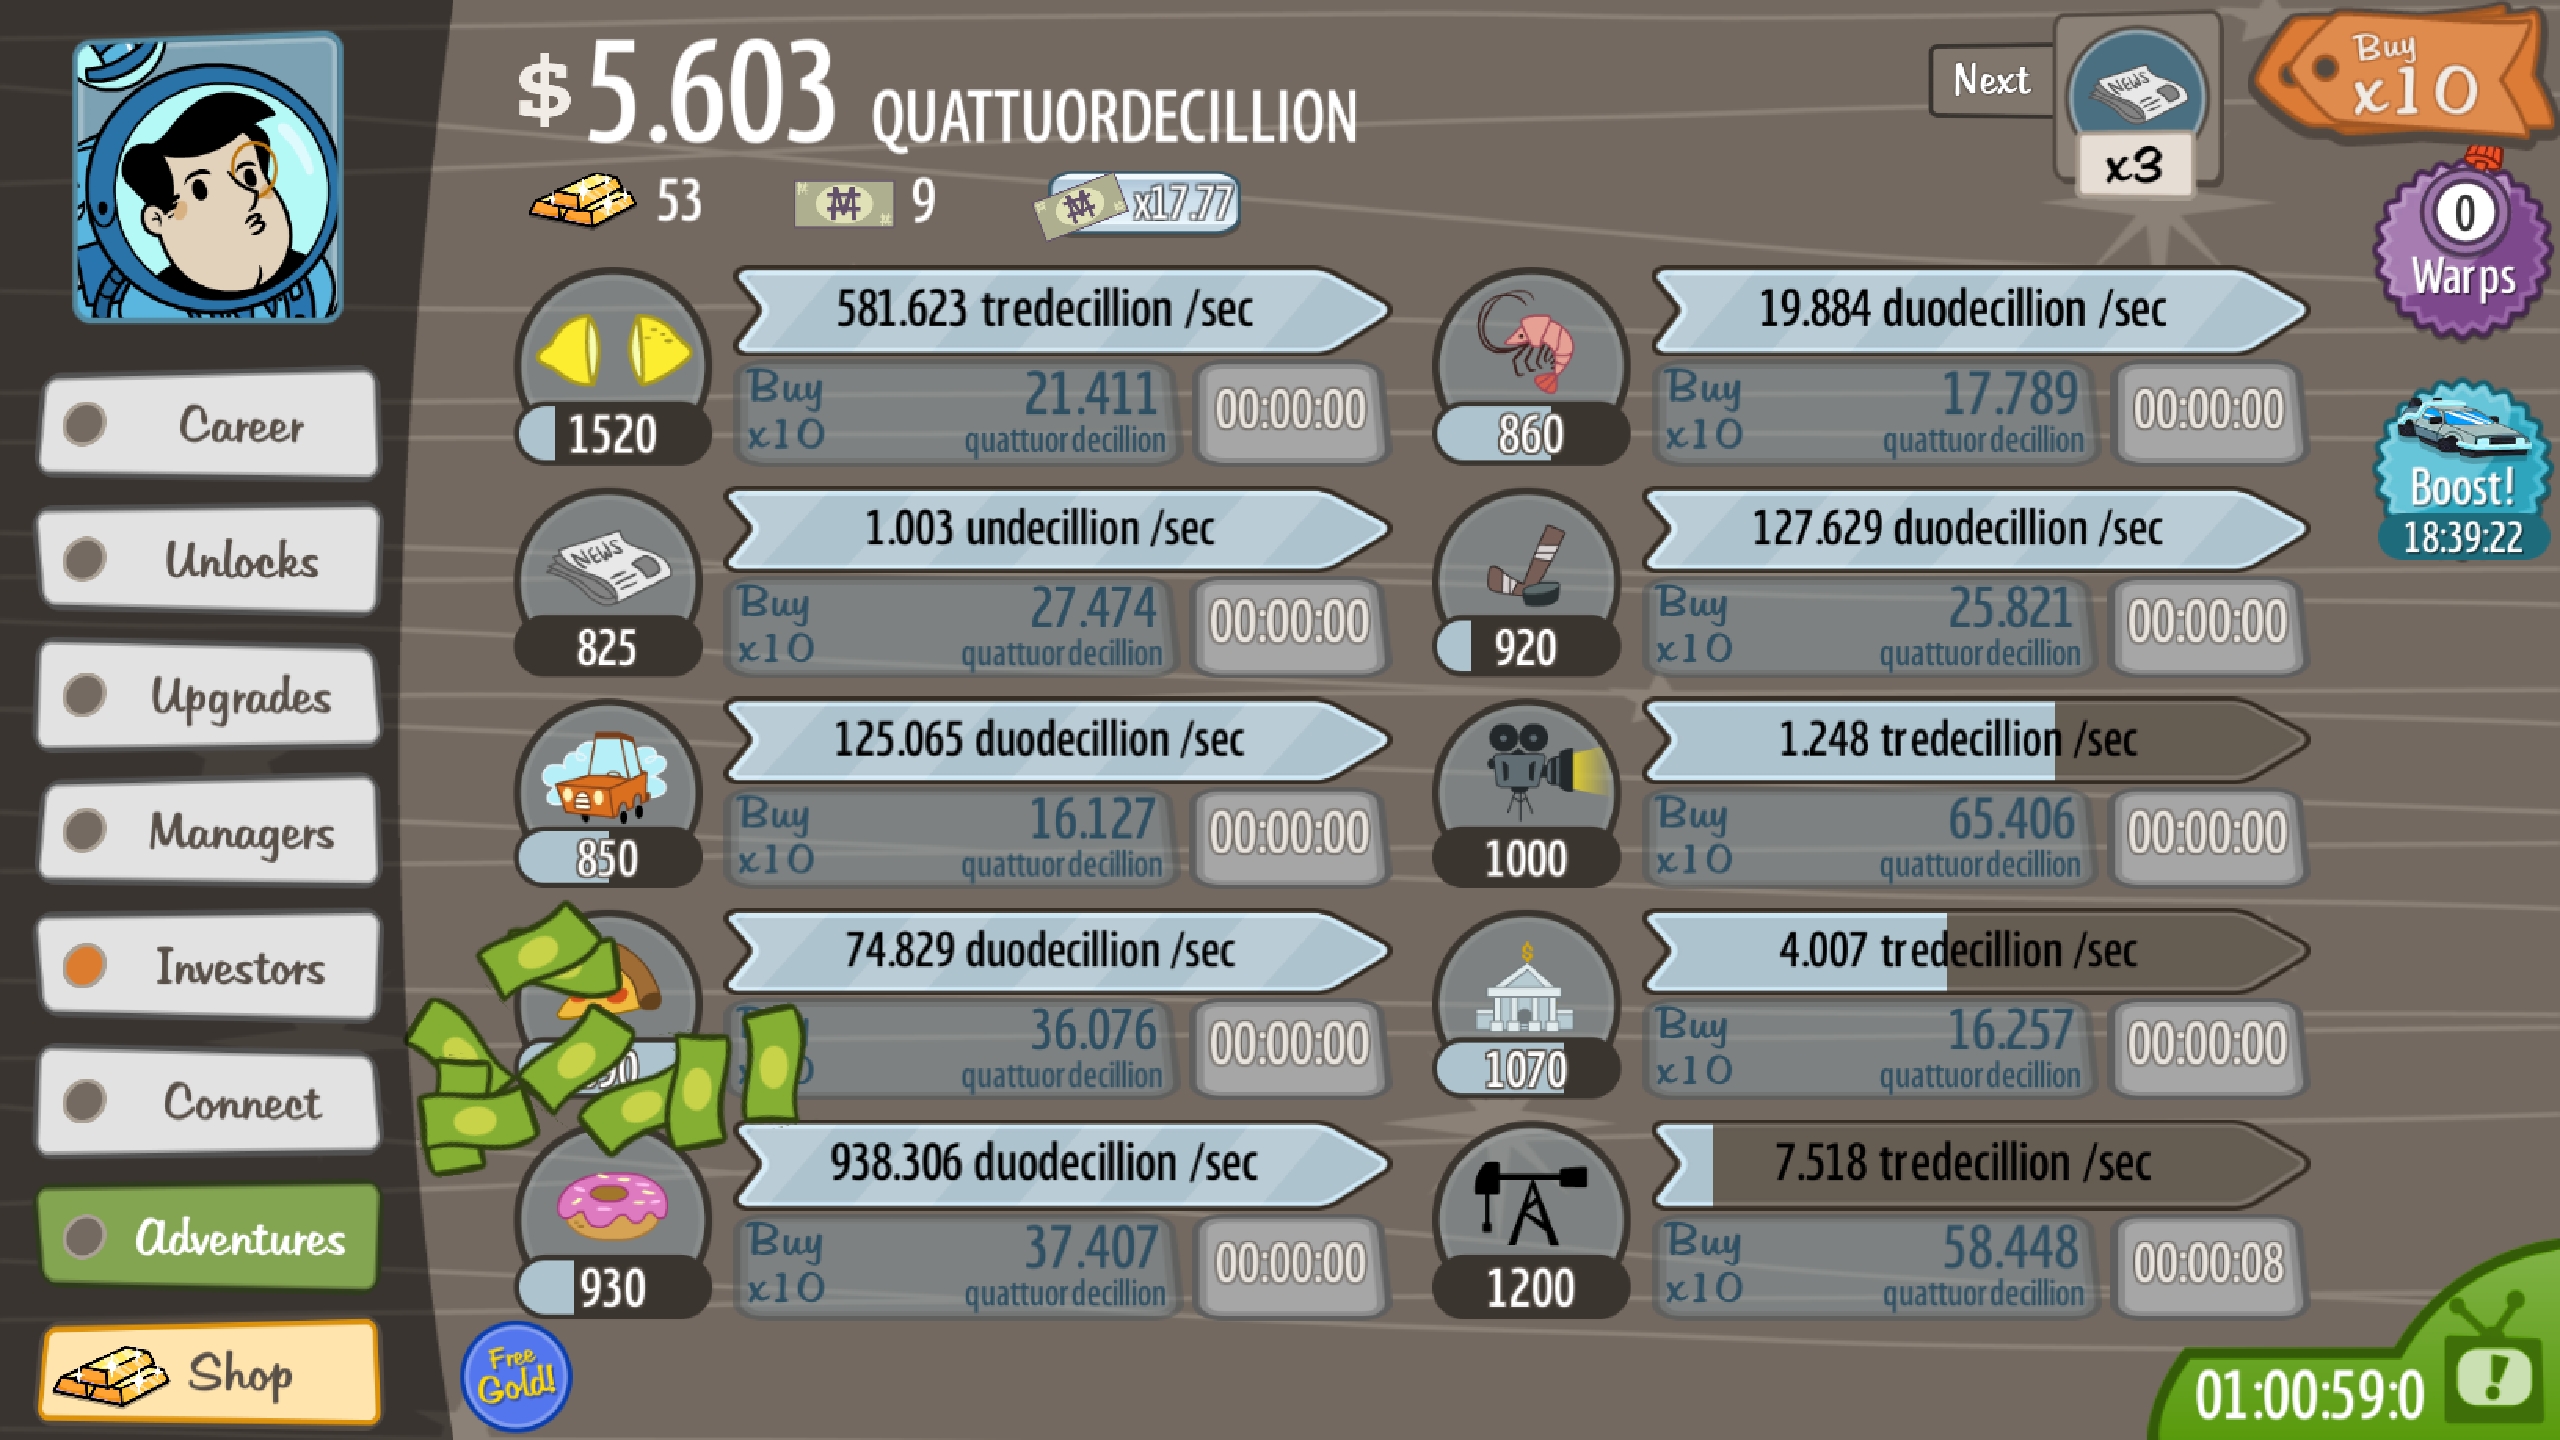 $5.603 QUATTUORDECILLION
Next
x3
Buy
x10
53
9
x17.77
0
Warps
Boost!
18:39:22
Career
Unlocks
Upgrades
Managers
Investors
Connect
Adventures
Shop
581.623 tredecillion /sec
1520
Buy
x10
21.411
quattuordecillion
00:00:00
19.884 duodecillion /sec
860
Buy
x10
17.789
quattuordecillion
00:00:00
NEWS
1.003 undecillion /sec
825
Buy
x10
27.474
quattuordecillion
00:00:00
127.629 duodecillion /sec
920
Buy
x10
25.821
quattuordecillion
00:00:00
125.065 duodecillion /sec
850
Buy
x10
16.127
quattuordecillion
00:00:00
1.248 tredecillion /sec
1000
Buy
x10
65.406
quattuordecillion
00:00:00
74.829 duodecillion /sec
36.076
quattuordecillion
00:00:00
4.007 tredecillion /sec
1070
Buy
x10
16.257
quattuordecillion
00:00:00
938.306 duodecillion /sec
930
Buy
x10
37.407
quattuordecillion
00:00:00
7.518 tredecillion /sec
1200
Buy
x10
58.448
quattuordecillion
00:00:08
Free
Gold!
01:00:59:0